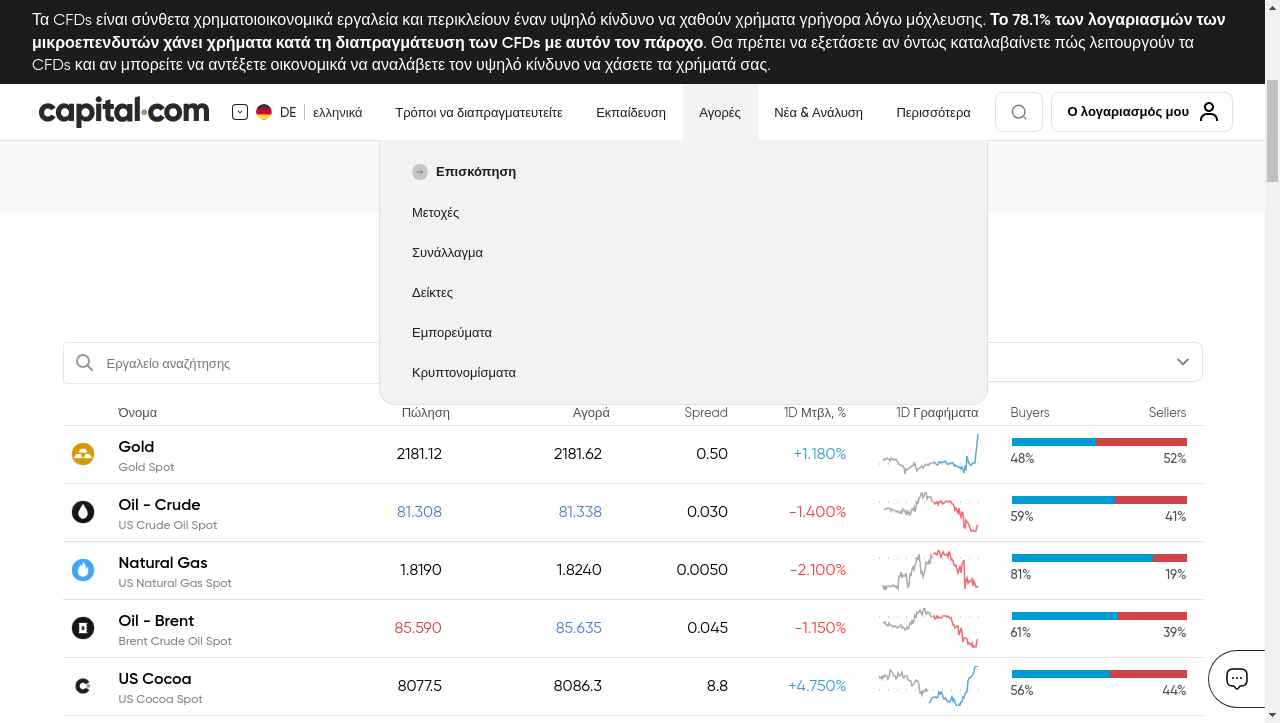 Τα CFDs είναι σύνθετα χρηματοιοικονομικά εργαλεία και περικλείουν έναν υψηλό κίνδυνο να χαθούν χρήματα γρήγορα λόγω μόχλευσης. Το 78.1% των λογαριασμών των
μικροεπενδυτών χάνει χρήματα κατά τη διαπραγμάτευση των CFDs με αυτόν τον πάροχο. Θα πρέπει να εξετάσετε αν όντως καταλαβαίνετε πώς λειτουργούν τα
CFDs και αν μπορείτε να αντέξετε οικονομικά να αναλάβετε τον υψηλό κίνδυνο να χάσετε τα χρήματά σας.
capital.com DE ελληνικά Τρόποι να διαπραγματευτείτε Εκπαίδευση Αγορές Νέα & Ανάλυση Περισσότερα Ο λογαριασμός μου
Επισκόπηση
Μετοχές
Συνάλλαγμα
Δείκτες
Εμπορεύματα
Κρυπτονομίσματα
Εργαλείο αναζήτησης
Όνομα Πώληση Αγορά Spread 1D Μτβλ, % 1D Γραφήματα Buyers Sellers
Gold 2181.12 2181.62 0.50 +1.180%
Gold Spot 48% 52%
Oil - Crude 81.308 81.338 0.030 -1.400%
US Crude Oil Spot 59% 41%
Natural Gas 1.8190 1.8240 0.0050 -2.100%
US Natural Gas Spot 81% 19%
Oil - Brent 85.590 85.635 0.045 -1.150%
Brent Crude Oil Spot 61% 39%
US Cocoa 8077.5 8086.3 8.8 +4.750%
US Cocoa Spot 56% 44%